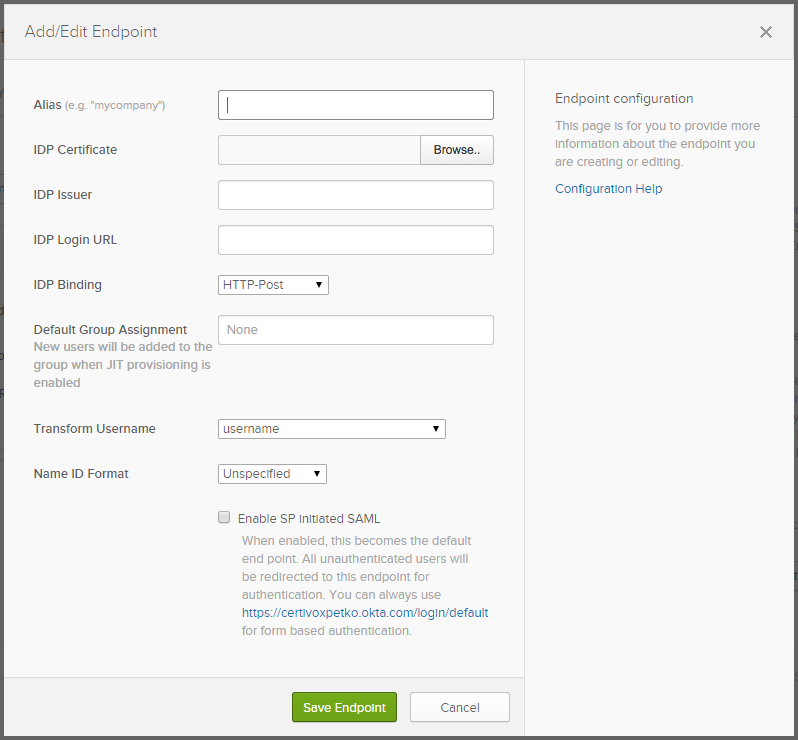 Add/Edit Endpoint
Alias (e.g. "mycompany")
IDP Certificate
Browse..
IDP Issuer
IDP Login URL
IDP Binding
HTTP-Post
Default Group Assignment
None
New users will be added to the
group when JIT provisioning is
enabled
Transform Username
username
Name ID Format
Unspecified
Enable SP initiated SAML
When enabled, this becomes the default
end point. All unauthenticated users will
be redirected to this endpoint for
authentication. You can always use
https://certivoxpetko.okta.com/login/default
for form based authentication.
Save Endpoint
Cancel
Endpoint configuration
This page is for you to provide more
information about the endpoint you
are creating or editing.
Configuration Help